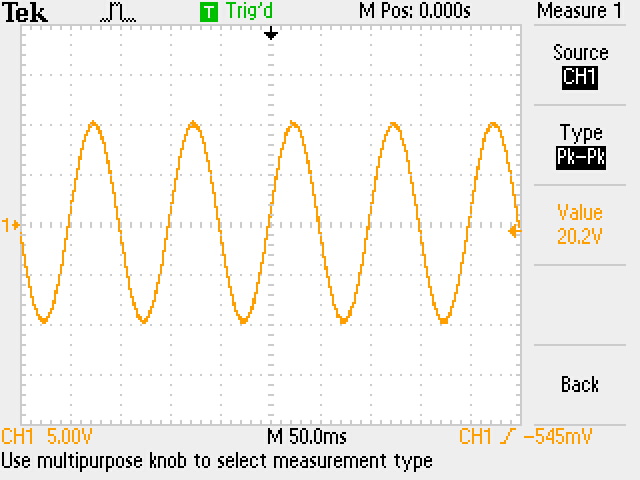 Tek T Trig'd M Pos: 0.000s Measure 1
Source
CH1
Type
Pk-Pk
1
Value
20.2V
Back
CH1 5.00V M 50.0ms CH1 -545mV
Use multipurpose knob to select measurement type